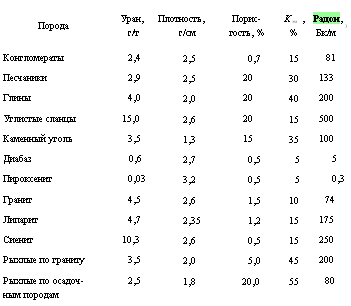 Порода Уран, г/т Плотность, г/см Порис-тость, % К , % Радон, Бк/м
Конгломераты 2,4 2,5 0,7 15 81
Песчаники 2,9 2,5 20 30 133
Глины 4,0 2,0 20 40 200
Углистые сланцы 15,0 2,6 20 15 500
Каменный уголь 3,5 1,3 15 35 100
Диабаз 0,6 2,7 0,5 5 5
Пироксенит 0,03 3,2 0,5 5 0,3
Гранит 4,5 2,6 1,5 10 74
Липарит 4,7 2,35 1,2 15 175
Сиенит 10,3 2,6 0,5 15 250
Рыхлые по граниту 3,5 2,0 5,0 45 200
Рыхлые по осадоч- 2,5 1,8 20,0 55 80
ным породам